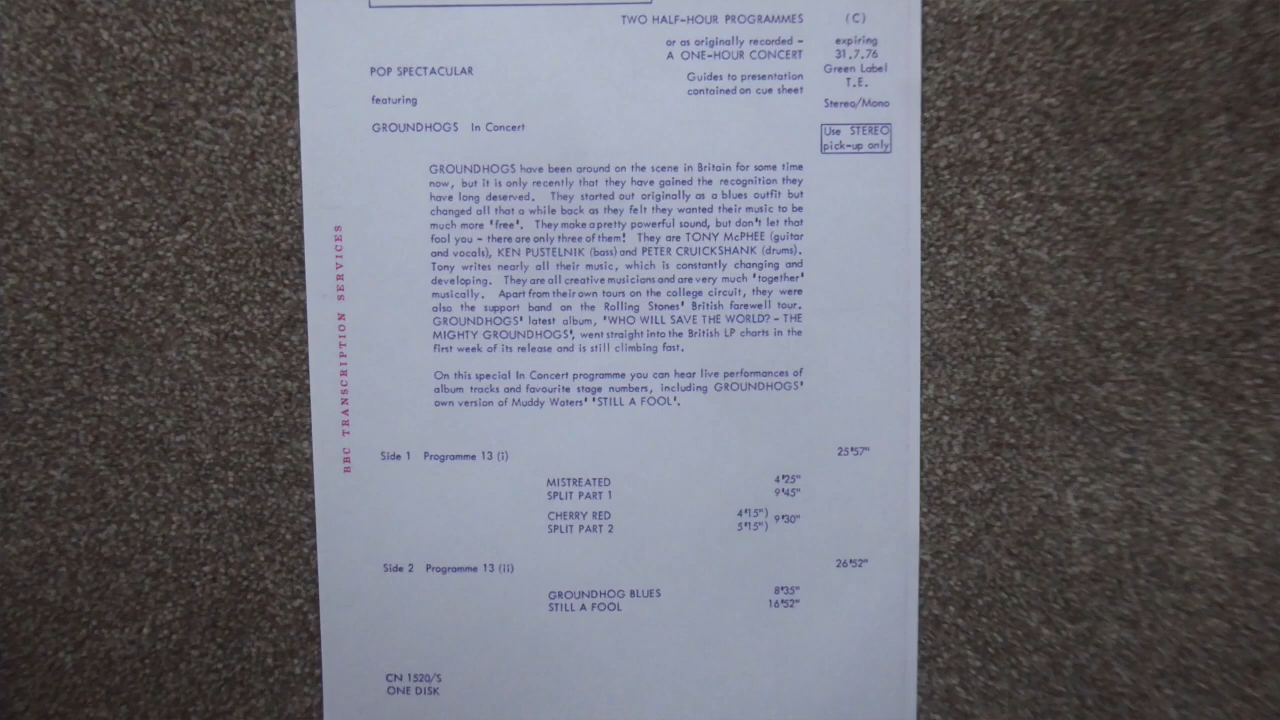 TWO HALF-HOUR PROGRAMMES (C)
or as originally recorded - expiring
A ONE-HOUR CONCERT 31.7.76
POP SPECTACULAR Guides to presentation Green Label
contained on cue sheet T.E.
featuring Stereo/Mono
GROUNDHOGS In Concert Use STEREO
pick-up only
GROUNDHOGS have been around on the scene in Britain for some time
now, but it is only recently that they have gained the recognition they
have long deserved. They started out originally as a blues outfit but
changed all that a while back as they felt they wanted their music to be
much more 'free'. They make a pretty powerful sound, but don't let that
fool you - there are only three of them! They are TONY McPHEE (guitar
and vocals), KEN PUSTELNIK (bass) and PETER CRUICKSHANK (drums).
Tony writes nearly all their music, which is constantly changing and
developing. They are all creative musicians and are very much 'together'
musically. Apart from their own tours on the college circuit, they were
also the support band on the Rolling Stones' British farewell tour.
GROUNDHOGS' latest album, 'WHO WILL SAVE THE WORLD? - THE
MIGHTY GROUNDHOGS', went straight into the British LP charts in the
first week of its release and is still climbing fast.
On this special In Concert programme you can hear live performances of
album tracks and favourite stage numbers, including GROUNDHOGS'
own version of Muddy Waters' 'STILL A FOOL'.
BBC TRANSCRIPTION SERVICES
Side 1 Programme 13 (i) 25'57"
MISTREATED 4'25"
SPLIT PART 1 9'45"
CHERRY RED 4'15") 9'30"
SPLIT PART 2 5'15")
Side 2 Programme 13 (ii) 26'52"
GROUNDHOG BLUES 8'35"
STILL A FOOL 16'52"
CN 1520/S
ONE DISK